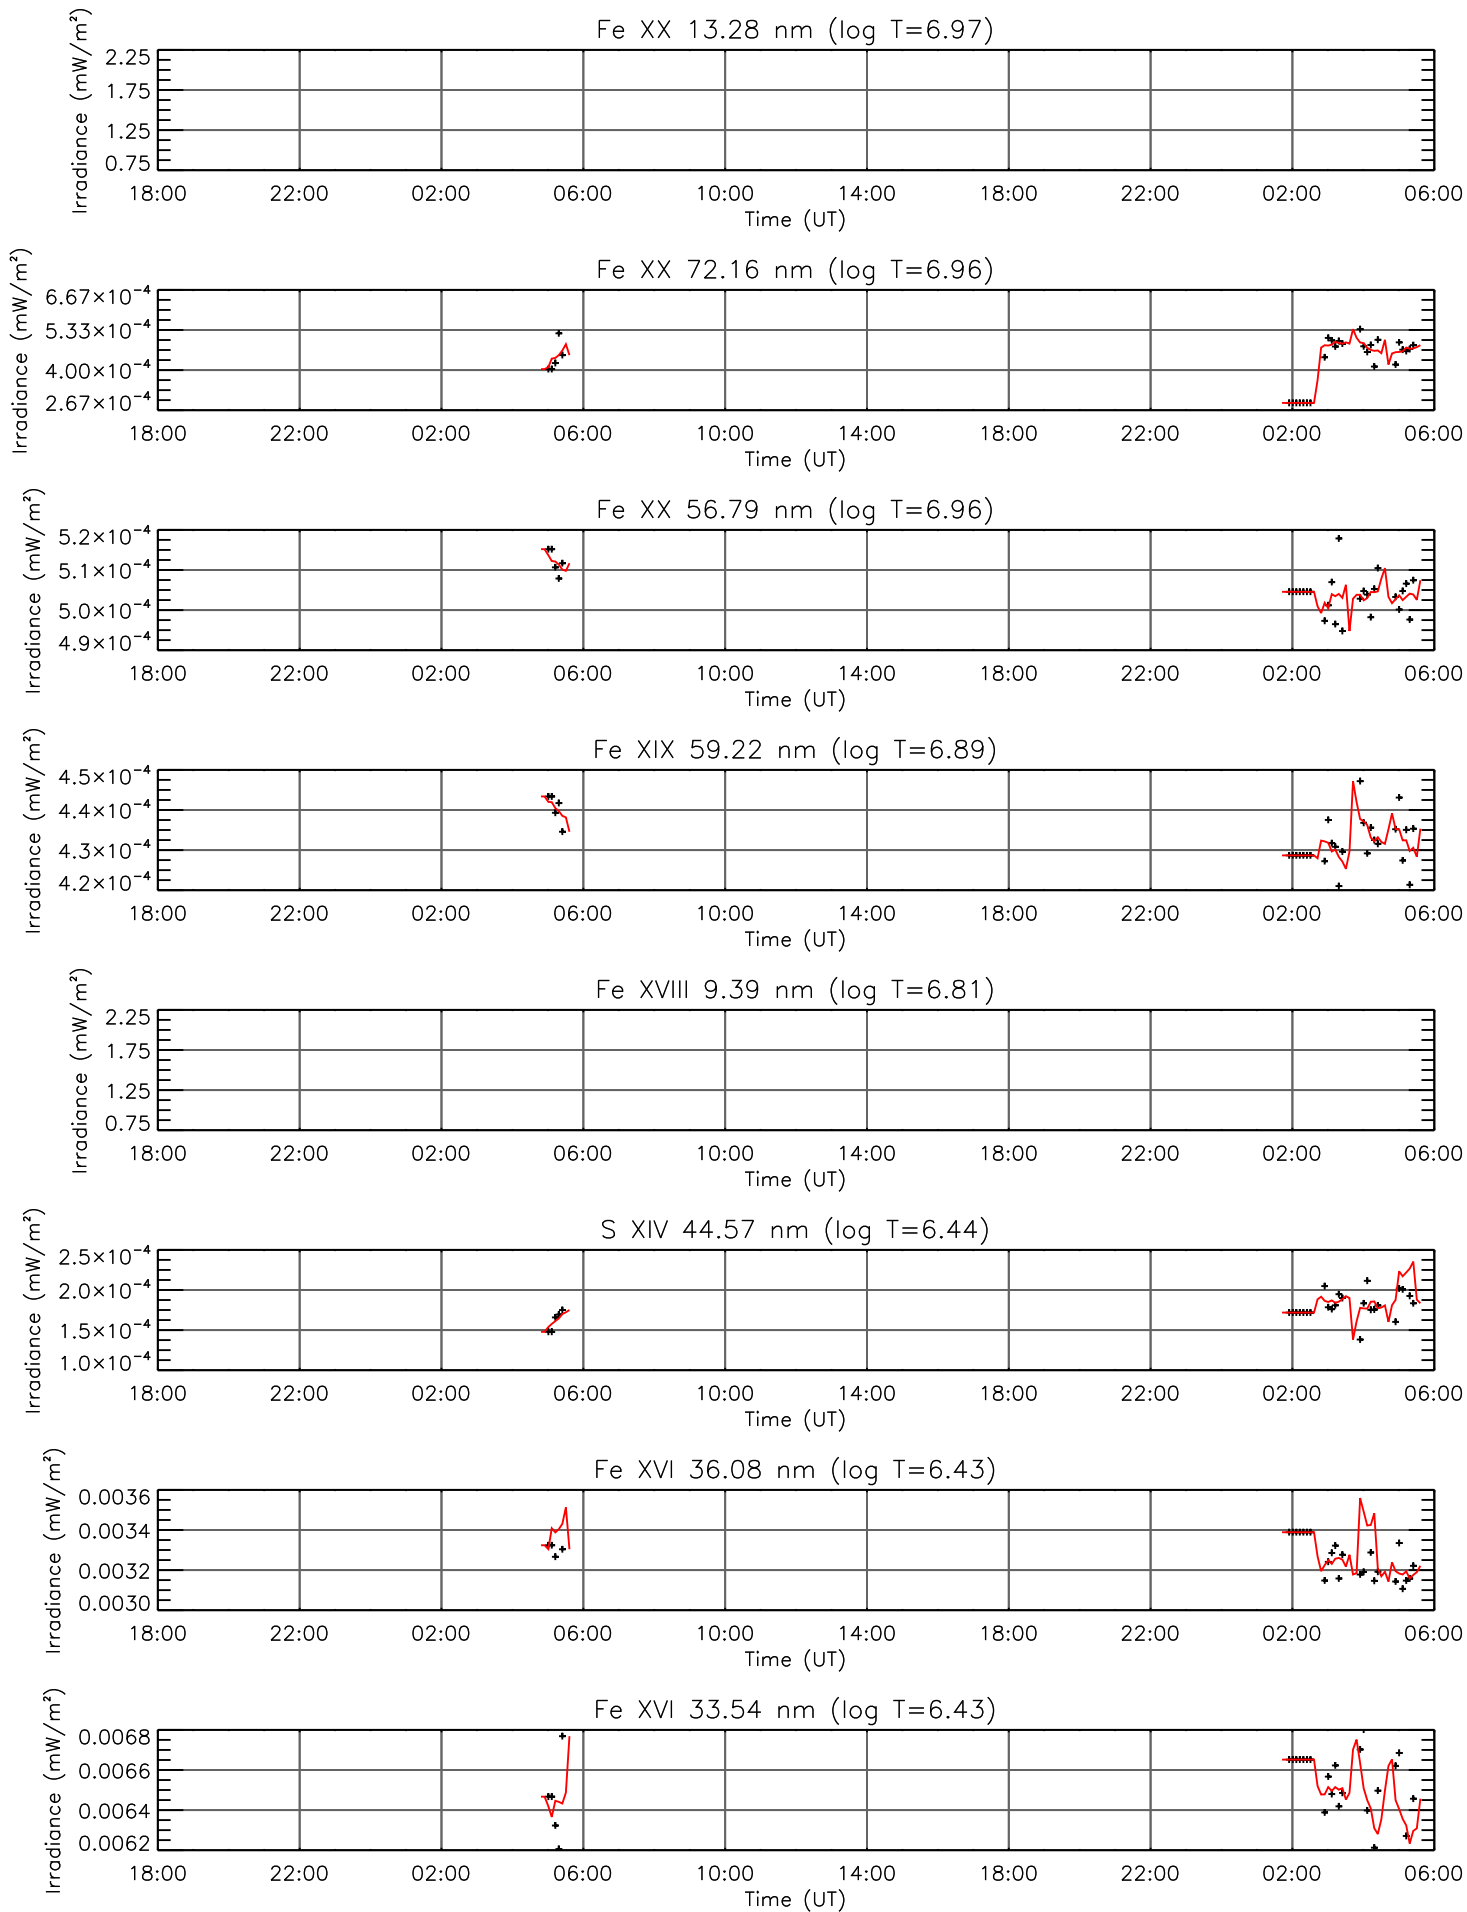 Fe XX 13.28 nm (log T=6.97)
Irradiance (mW/m²)
2.25
1.75
1.25
0.75
18:00 22:00 02:00 06:00 10:00 14:00 18:00 22:00 02:00 06:00
Time (UT)
Fe XX 72.16 nm (log T=6.96)
Irradiance (mW/m²)
6.67×10⁻⁴
5.33×10⁻⁴
4.00×10⁻⁴
2.67×10⁻⁴
18:00 22:00 02:00 06:00 10:00 14:00 18:00 22:00 02:00 06:00
Time (UT)
Fe XX 56.79 nm (log T=6.96)
Irradiance (mW/m²)
5.2×10⁻⁴
5.1×10⁻⁴
5.0×10⁻⁴
4.9×10⁻⁴
18:00 22:00 02:00 06:00 10:00 14:00 18:00 22:00 02:00 06:00
Time (UT)
Fe XIX 59.22 nm (log T=6.89)
Irradiance (mW/m²)
4.5×10⁻⁴
4.4×10⁻⁴
4.3×10⁻⁴
4.2×10⁻⁴
18:00 22:00 02:00 06:00 10:00 14:00 18:00 22:00 02:00 06:00
Time (UT)
Fe XVIII 9.39 nm (log T=6.81)
Irradiance (mW/m²)
2.25
1.75
1.25
0.75
18:00 22:00 02:00 06:00 10:00 14:00 18:00 22:00 02:00 06:00
Time (UT)
S XIV 44.57 nm (log T=6.44)
Irradiance (mW/m²)
2.5×10⁻⁴
2.0×10⁻⁴
1.5×10⁻⁴
1.0×10⁻⁴
18:00 22:00 02:00 06:00 10:00 14:00 18:00 22:00 02:00 06:00
Time (UT)
Fe XVI 36.08 nm (log T=6.43)
Irradiance (mW/m²)
0.0036
0.0034
0.0032
0.0030
18:00 22:00 02:00 06:00 10:00 14:00 18:00 22:00 02:00 06:00
Time (UT)
Fe XVI 33.54 nm (log T=6.43)
Irradiance (mW/m²)
0.0068
0.0066
0.0064
0.0062
18:00 22:00 02:00 06:00 10:00 14:00 18:00 22:00 02:00 06:00
Time (UT)